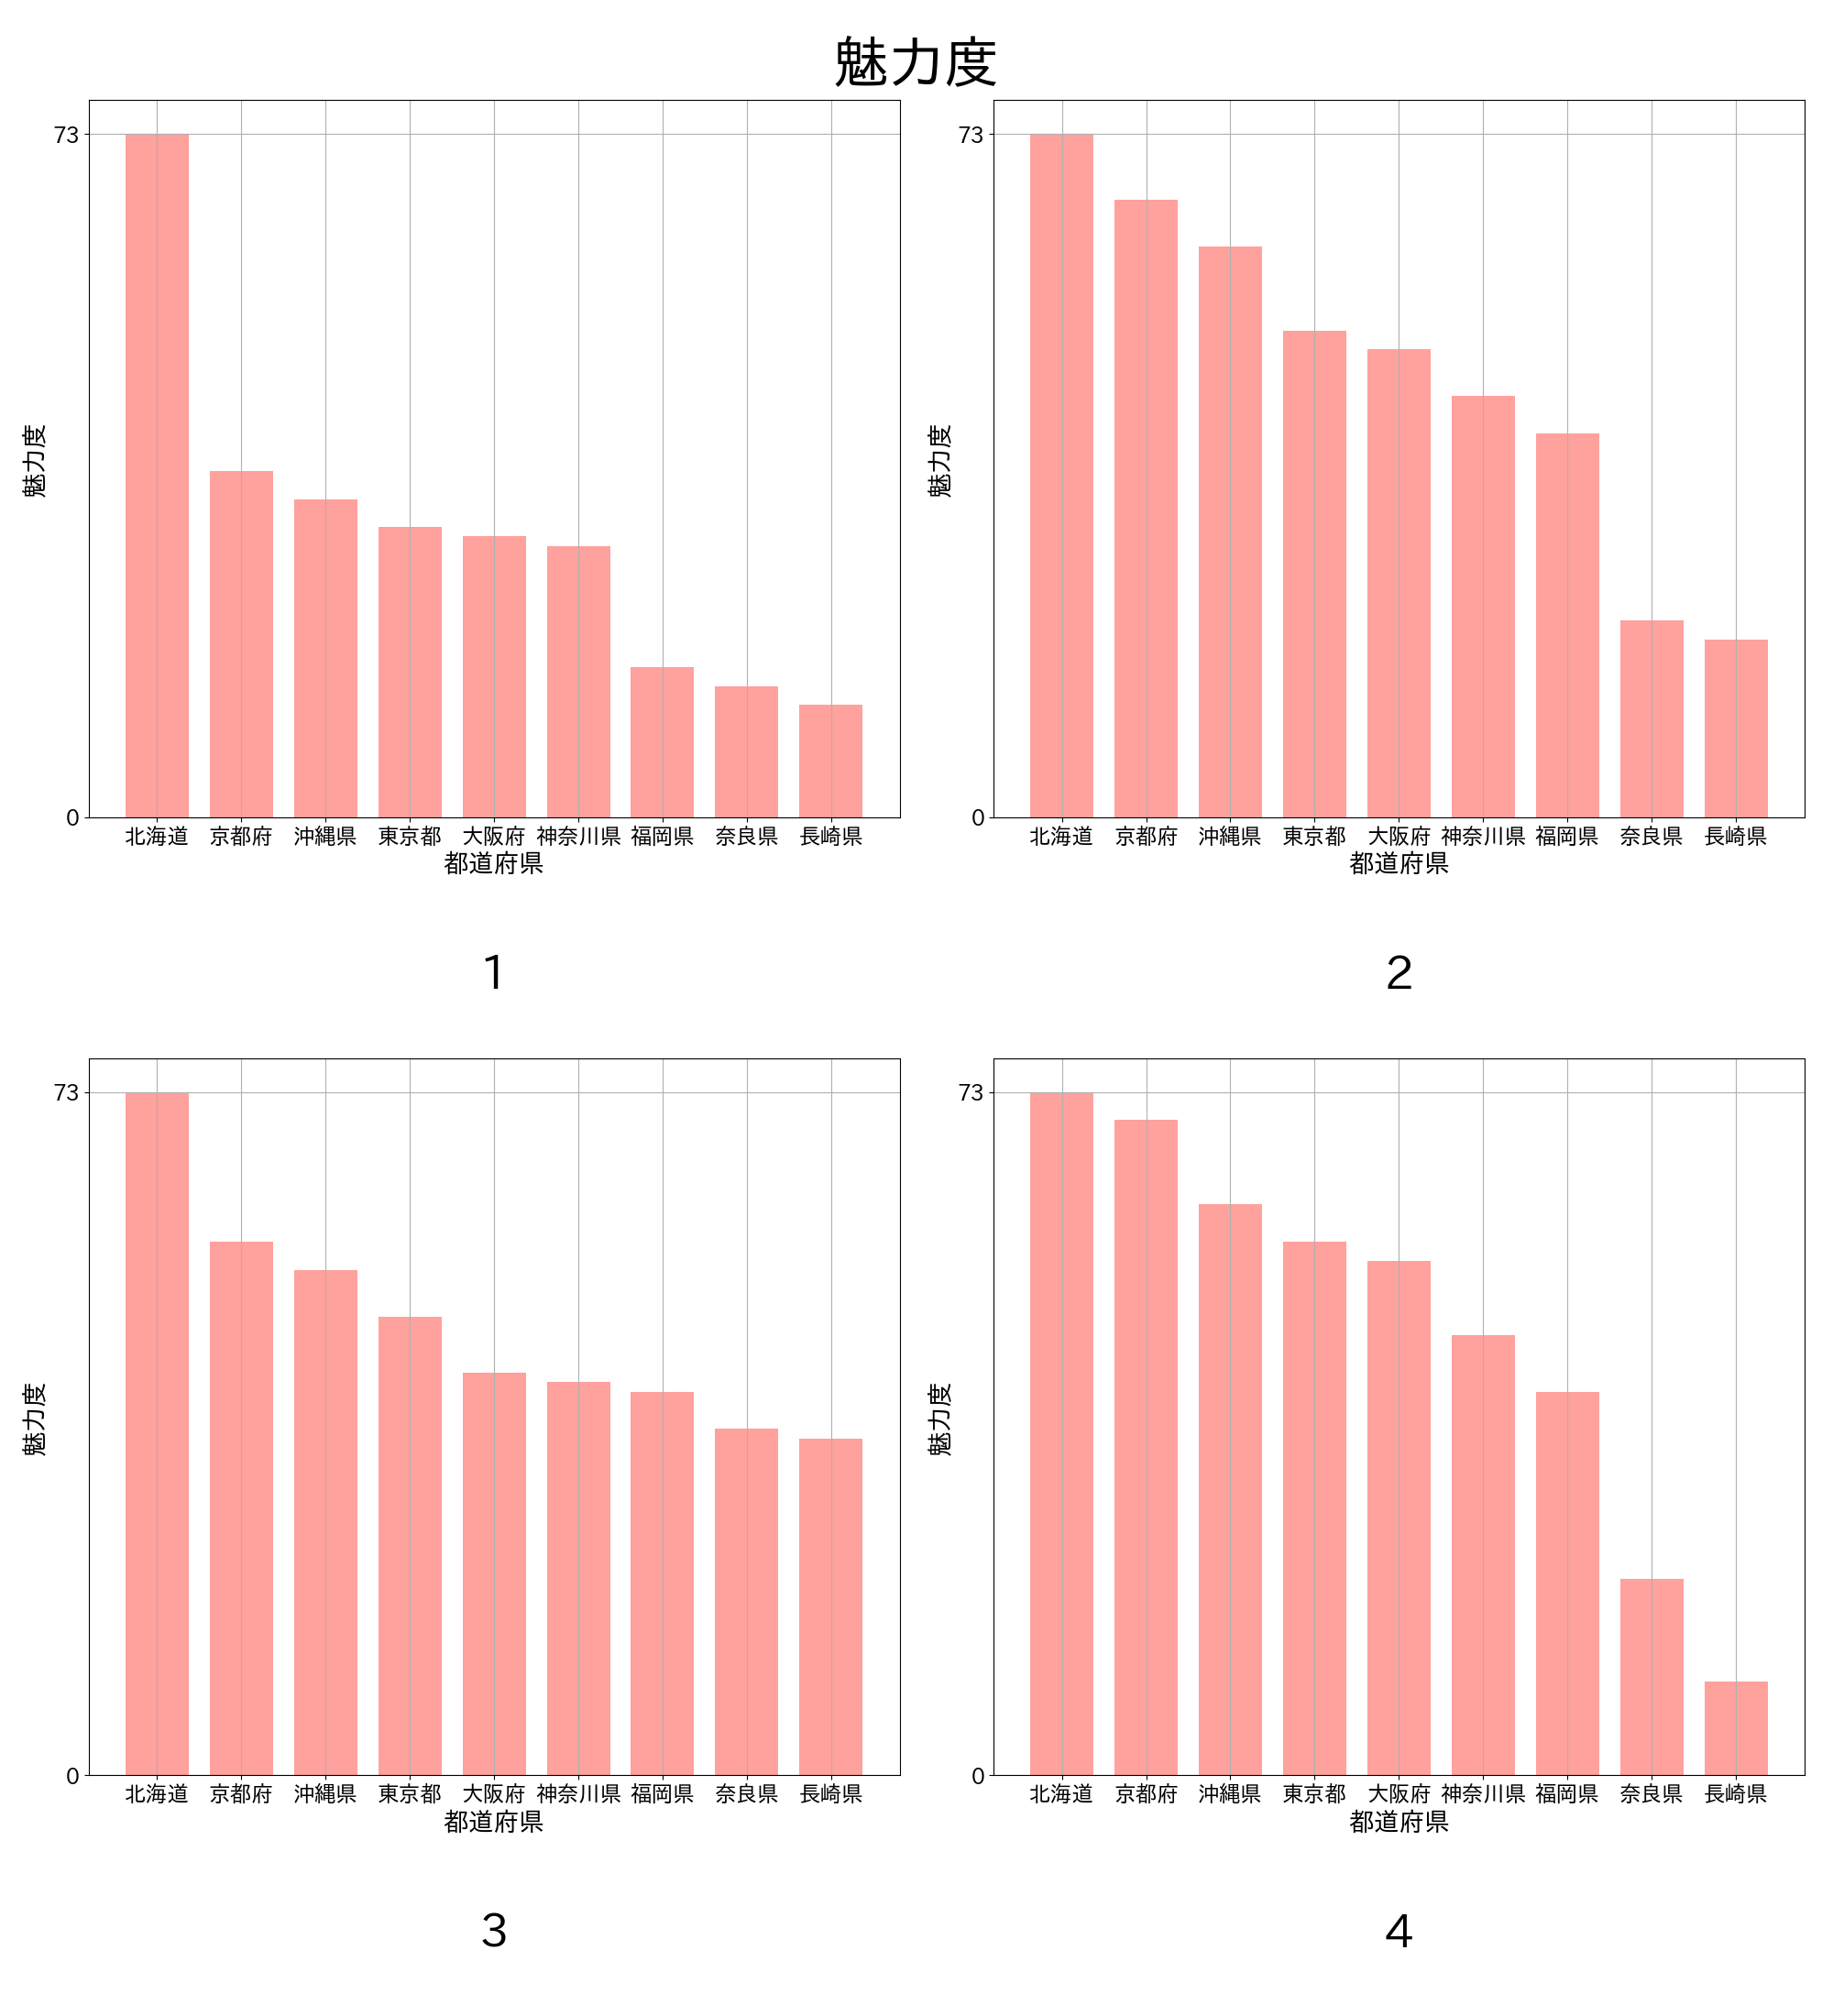 魅力度
73
0
魅力度
北海道 京都府 沖縄県 東京都 大阪府 神奈川県 福岡県 奈良県 長崎県
都道府県
1
73
0
魅力度
北海道 京都府 沖縄県 東京都 大阪府 神奈川県 福岡県 奈良県 長崎県
都道府県
2
73
0
魅力度
北海道 京都府 沖縄県 東京都 大阪府 神奈川県 福岡県 奈良県 長崎県
都道府県
3
73
0
魅力度
北海道 京都府 沖縄県 東京都 大阪府 神奈川県 福岡県 奈良県 長崎県
都道府県
4